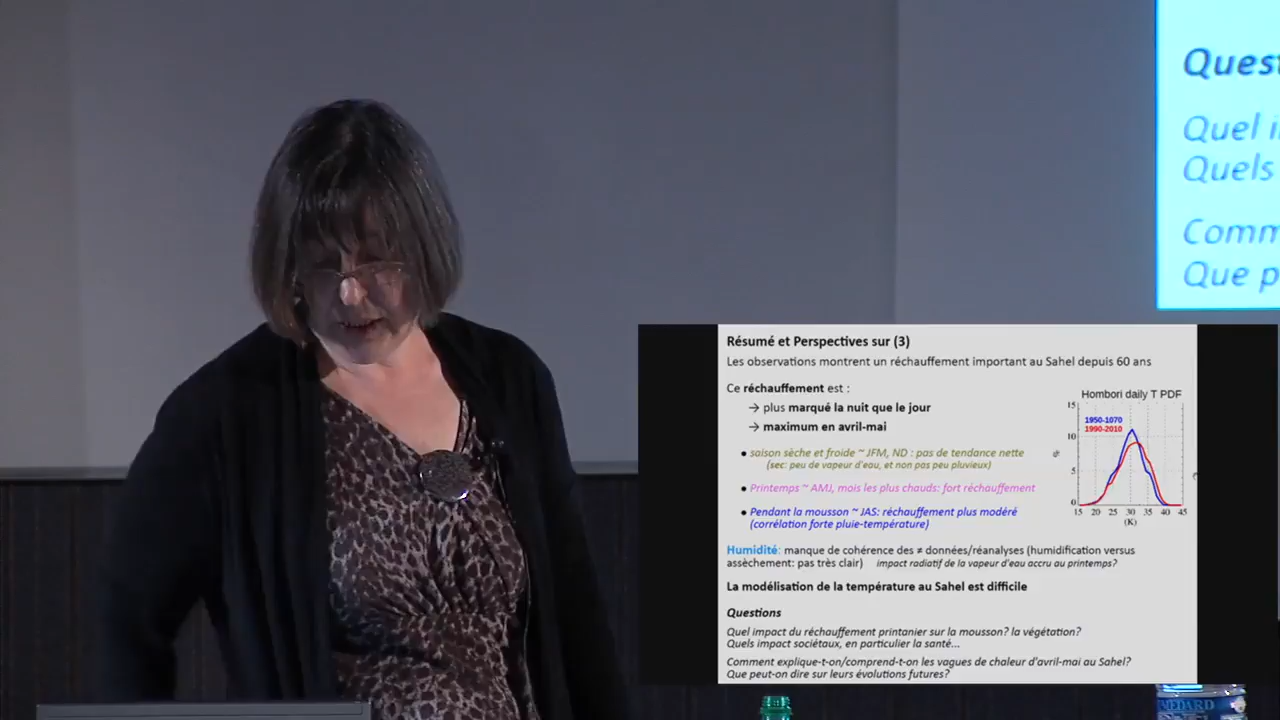 Quest
Quel i
Quels
Comm
Que p
Résumé et Perspectives sur (3)
Les observations montrent un réchauffement important au Sahel depuis 60 ans
Ce réchauffement est :
→ plus marqué la nuit que le jour
→ maximum en avril-mai
• saison sèche et froide ~ JFM, ND : pas de tendance nette
(sec: peu de vapeur d'eau, et non pas peu pluvieux)
• Printemps ~ AMJ, mois les plus chauds: fort réchauffement
• Pendant la mousson ~ JAS: réchauffement plus modéré
(corrélation forte pluie-température)
Hombori daily T PDF
1950-1070
1990-2010
15
10
5
0
%
15 20 25 30 35 40 45
(K)
Humidité: manque de cohérence des ≠ données/réanalyses (humidification versus
assèchement: pas très clair) impact radiatif de la vapeur d'eau accru au printemps?
La modélisation de la température au Sahel est difficile
Questions
Quel impact du réchauffement printanier sur la mousson? la végétation?
Quels impact sociétaux, en particulier la santé...
Comment explique-t-on/comprend-t-on les vagues de chaleur d'avril-mai au Sahel?
Que peut-on dire sur leurs évolutions futures?